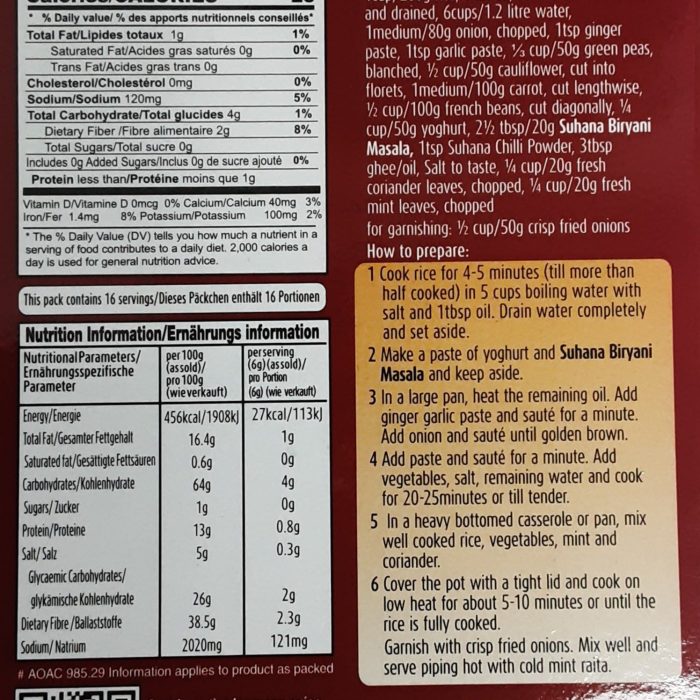 * % Daily value/ % des apports nutritionnels conseillés*
Total Fat/Lipides totaux 1g 1%
Saturated Fat/Acides gras saturés 0g 0%
Trans Fat/Acides gras trans 0g
Cholesterol/Cholestérol 0mg 0%
Sodium/Sodium 120mg 5%
Total Carbohydrate/Total glucides 4g 1%
Dietary Fiber /Fibre alimentaire 2g 8%
Total Sugars/Total sucre 0g
Includes 0g Added Sugars/Inclus 0g de sucre ajouté 0%
Protein less than/Protéine moins que 1g
Vitamin D/Vitamine D 0mcg 0% Calcium/Calcium 40mg 3%
Iron/Fer 1.4mg 8% Potassium/Potassium 100mg 2%
* The % Daily Value (DV) tells you how much a nutrient in a
serving of food contributes to a daily diet. 2,000 calories a
day is used for general nutrition advice.
This pack contains 16 servings/Dieses Päckchen enthält 16 Portionen
Nutrition Information/Ernährungs information
Nutritional Parameters/
Ernährungsspezifische
Parameter
per 100g
(as sold)/
pro 100g
(wie verkauft)
per serving
(6g) (as sold)/
pro Portion
(6g) (wie verkauft)
Energy/Energie 456kcal/1908kJ 27kcal/113kJ
Total Fat/Gesamter Fettgehalt 16.4g 1g
Saturated fat/Gesättigte Fettsäuren 0.6g 0g
Carbohydrates/Kohlenhydrate 64g 4g
Sugars/ Zucker 1g 0g
Protein/Proteine 13g 0.8g
Salt/ Salz 5g 0.3g
Glycaemic Carbohydrates/
glykämische Kohlenhydrate 26g 2g
Dietary Fibre /Ballaststoffe 38.5g 2.3g
Sodium/ Natrium 2020mg 121mg
# AOAC 985.29 Information applies to product as packed
and drained, 6cups/1.2 litre water,
1medium/80g onion, chopped, 1tsp ginger
paste, 1tsp garlic paste, ⅓ cup/50g green peas,
blanched, ½ cup/50g cauliflower, cut into
florets, 1medium/100g carrot, cut lengthwise,
½ cup/100g french beans, cut diagonally, ¼
cup/50g yoghurt, 2½ tbsp/20g Suhana Biryani
Masala, 1tsp Suhana Chilli Powder, 3tbsp
ghee/oil, Salt to taste, ¼ cup/20g fresh
coriander leaves, chopped, ¼ cup/20g fresh
mint leaves, chopped
for garnishing: ½ cup/50g crisp fried onions
How to prepare:
1 Cook rice for 4-5 minutes (till more than
half cooked) in 5 cups boiling water with
salt and 1tbsp oil. Drain water completely
and set aside.
2 Make a paste of yoghurt and Suhana Biryani
Masala and keep aside.
3 In a large pan, heat the remaining oil. Add
ginger garlic paste and sauté for a minute.
Add onion and sauté until golden brown.
4 Add paste and sauté for a minute. Add
vegetables, salt, remaining water and cook
for 20-25minutes or till tender.
5 In a heavy bottomed casserole or pan, mix
well cooked rice, vegetables, mint and
coriander.
6 Cover the pot with a tight lid and cook on
low heat for about 5-10 minutes or until the
rice is fully cooked.
Garnish with crisp fried onions. Mix well and
serve piping hot with cold mint raita.